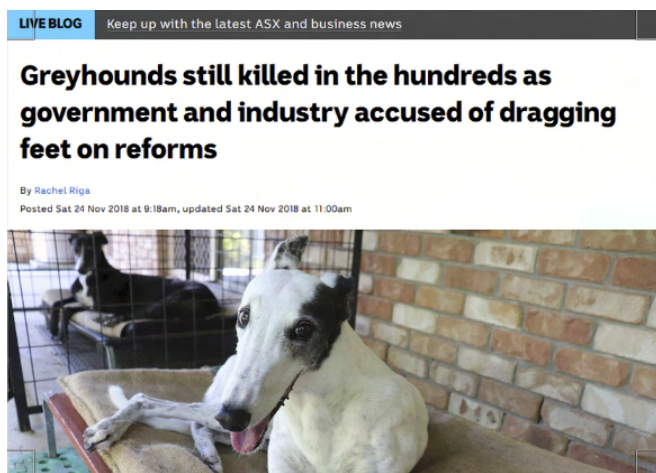 LIVE BLOG Keep up with the latest ASX and business news
Greyhounds still killed in the hundreds as
government and industry accused of dragging
feet on reforms
By Rachel Riga
Posted Sat 24 Nov 2018 at 9:18am, updated Sat 24 Nov 2018 at 11:00am